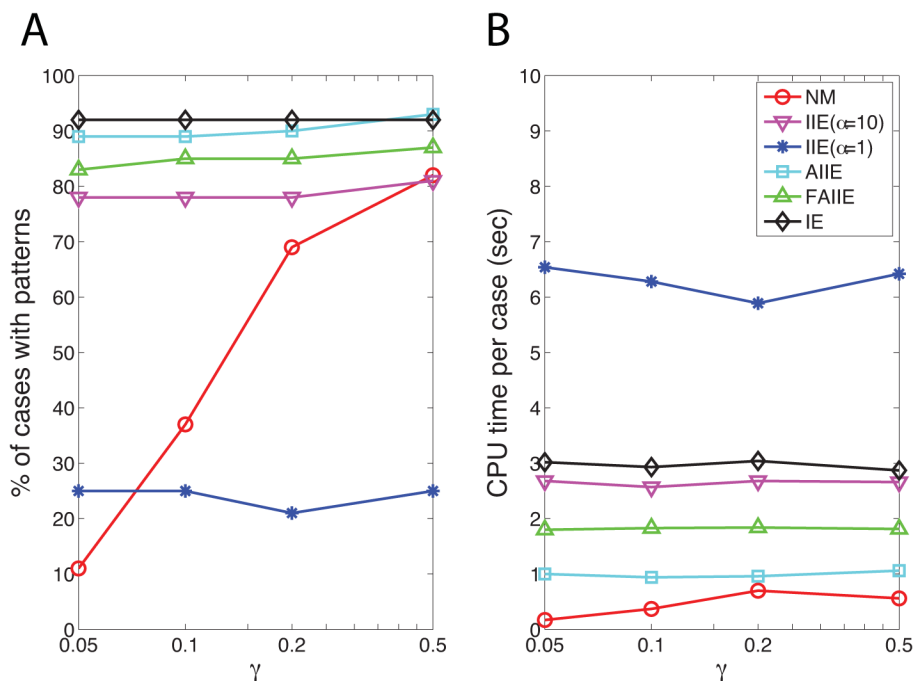 A
B
100
90
80
70
60
50
40
30
20
10
0
0.05
0.1
0.2
0.5
γ
% of cases with patterns
10
9
8
7
6
5
4
3
2
1
0
0.05
0.1
0.2
0.5
γ
CPU time per case (sec)
NM
IIE(α=10)
IIE(α=1)
AIIE
FAIIE
IE